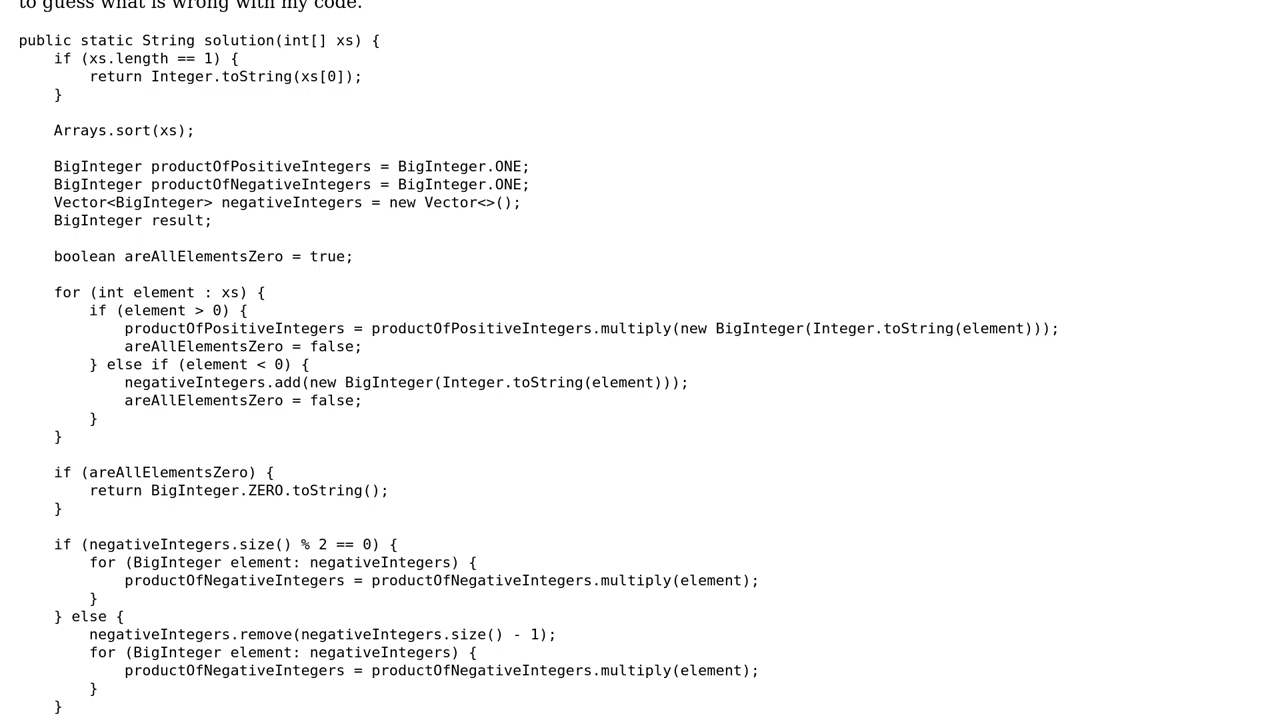 to guess what is wrong with my code.
public static String solution(int[] xs) {
    if (xs.length == 1) {
        return Integer.toString(xs[0]);
    }

    Arrays.sort(xs);

    BigInteger productOfPositiveIntegers = BigInteger.ONE;
    BigInteger productOfNegativeIntegers = BigInteger.ONE;
    Vector<BigInteger> negativeIntegers = new Vector<>();
    BigInteger result;

    boolean areAllElementsZero = true;

    for (int element : xs) {
        if (element > 0) {
            productOfPositiveIntegers = productOfPositiveIntegers.multiply(new BigInteger(Integer.toString(element)));
            areAllElementsZero = false;
        } else if (element < 0) {
            negativeIntegers.add(new BigInteger(Integer.toString(element)));
            areAllElementsZero = false;
        }
    }

    if (areAllElementsZero) {
        return BigInteger.ZERO.toString();
    }

    if (negativeIntegers.size() % 2 == 0) {
        for (BigInteger element: negativeIntegers) {
            productOfNegativeIntegers = productOfNegativeIntegers.multiply(element);
        }
    } else {
        negativeIntegers.remove(negativeIntegers.size() - 1);
        for (BigInteger element: negativeIntegers) {
            productOfNegativeIntegers = productOfNegativeIntegers.multiply(element);
        }
    }